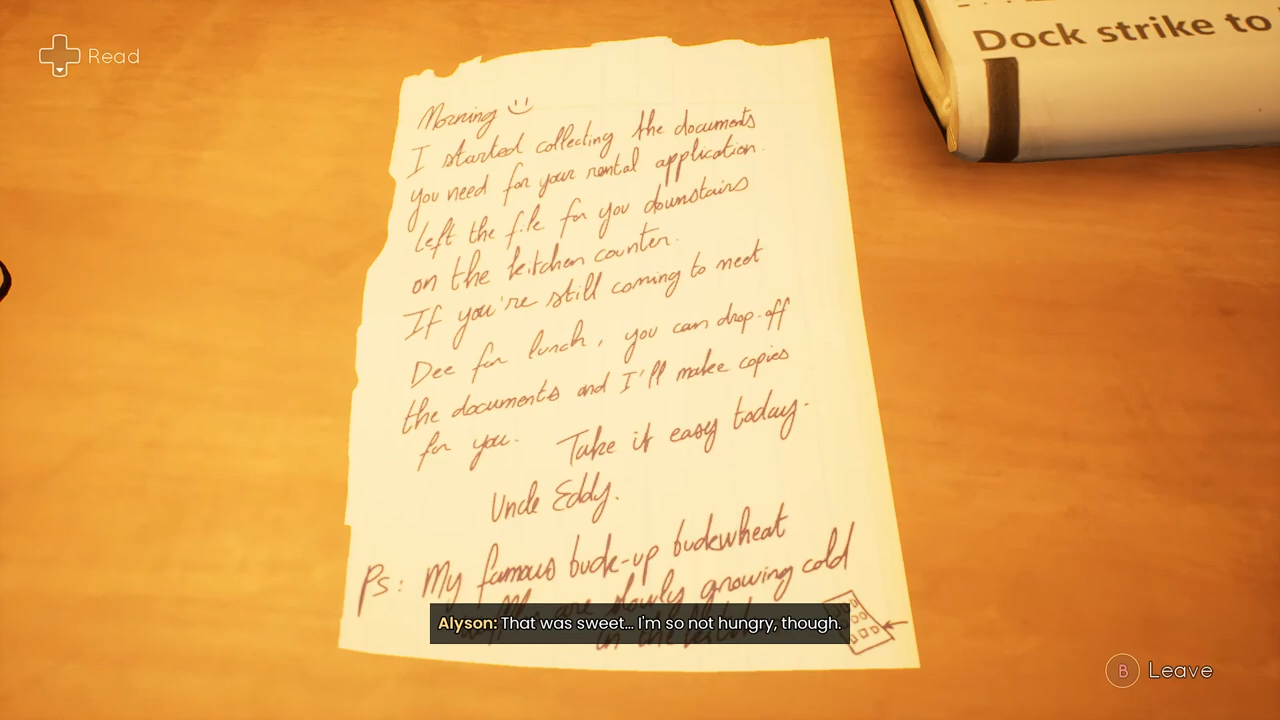 Read
Dock strike to
Morning
I started collecting the documents
you need for your rental application.
Left the file for you downstairs
on the kitchen counter.
If you're still coming to meet
Dee for lunch, you can drop-off
the documents and I'll make copies
for you. Take it easy today.
Uncle Eddy.
Ps: My famous buck-up buckwheat
are slowly growing cold
in the
Alyson: That was sweet... I'm so not hungry, though.
B Leave